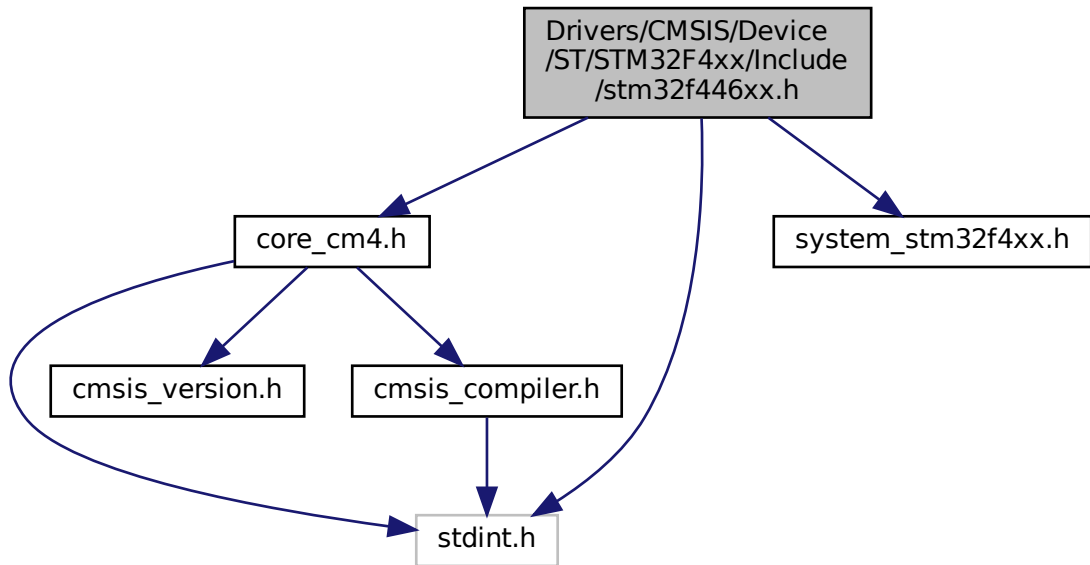 Drivers/CMSIS/Device
/ST/STM32F4xx/Include
/stm32f446xx.h
core_cm4.h
system_stm32f4xx.h
cmsis_version.h
cmsis_compiler.h
stdint.h